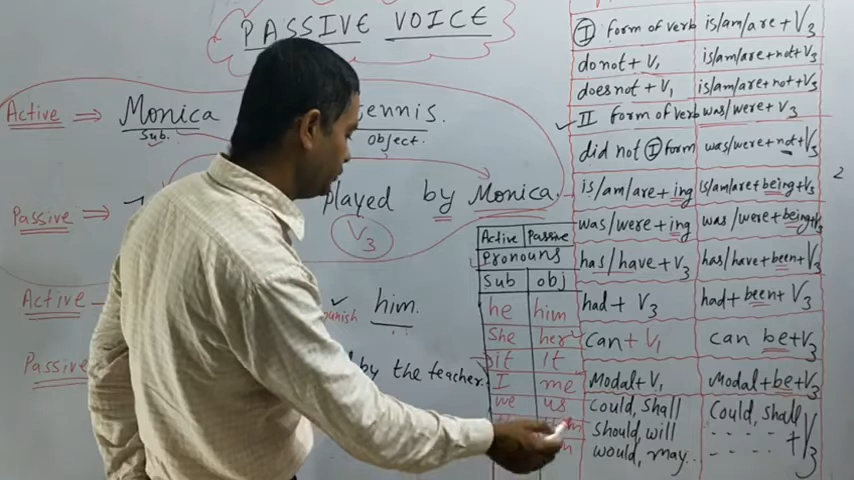 PASSIVE VOICE
Active ⇒ Monica ennis.
Sub. Object.
Passive ⇒ played by Monica.
V3
Active him.
✓ punish
Passive by the teacher.
Active Passive
Pronouns
Sub obj
he him
She her
it it
I me
we us
I form of verb is/am/are + V3
do not + V1 is/am/are + not + V3
does not + V1 is/am/are + not + V3
✓ II form of verb was/were + V3
did not I form was/were + not + V3
is/am/are + ing is/am/are + being + V3
was/were + ing was/were + being + V3
has/have + V3 has/have + been + V3
had + V3 had + been + V3
can + V1 can be + V3
Modal + V1 Modal + be + V3
could, shall Could, shall
should, will - - - - - + V3
would, may.. - - - - -
2